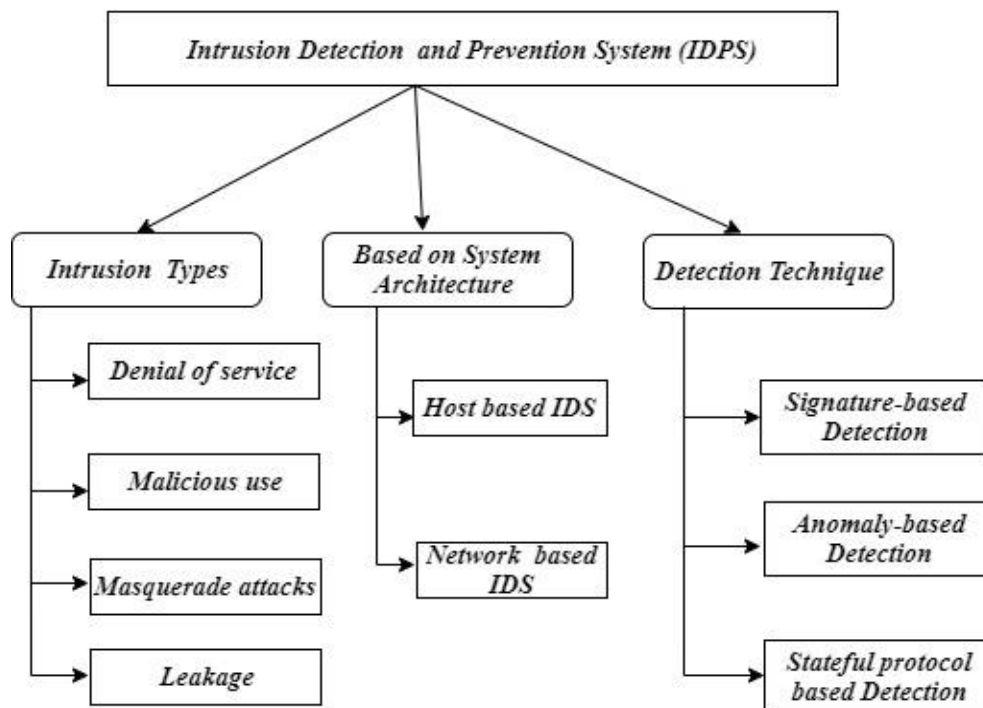 Intrusion Detection and Prevention System (IDPS)
Intrusion Types
Based on System
Architecture
Detection Technique
Denial of service
Malicious use
Masquerade attacks
Leakage
Host based IDS
Network based
IDS
Signature-based
Detection
Anomaly-based
Detection
Stateful protocol
based Detection